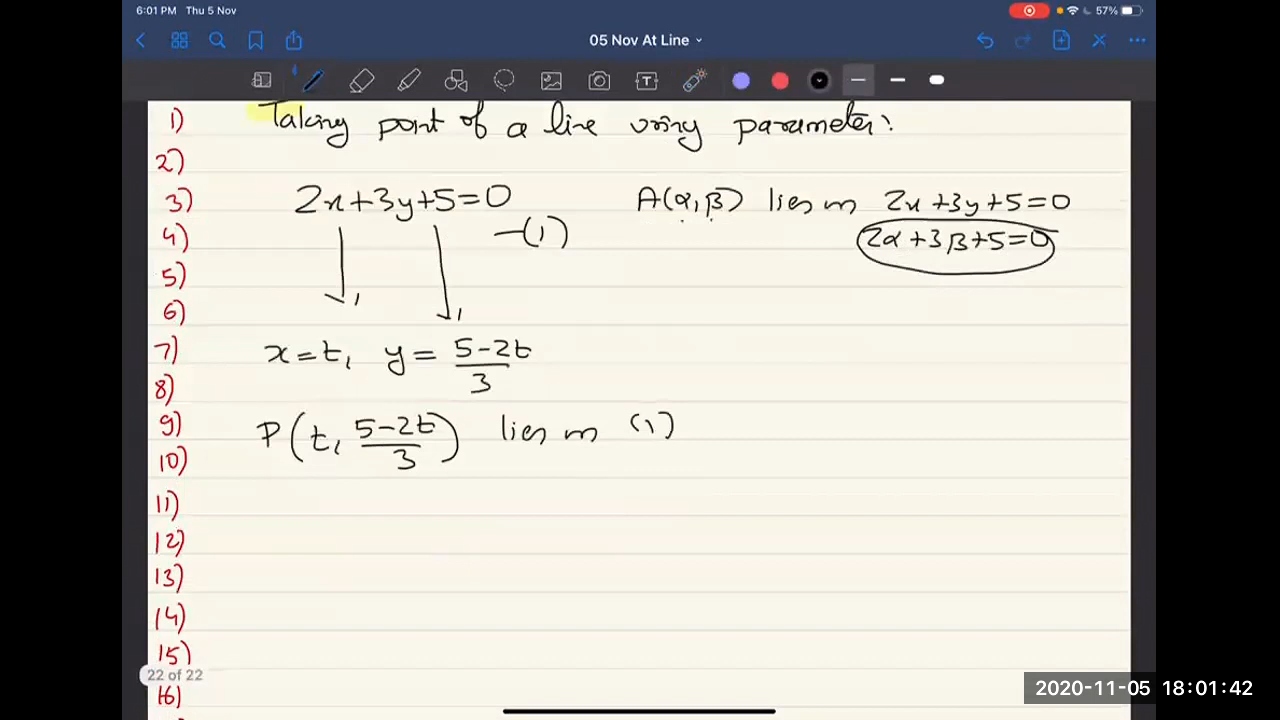 6:01 PM Thu 5 Nov
57%
05 Nov At Line
T
1) Taking point of a line using parameter:
2)
3) 2x+3y+5=0 A(α,β) lies on 2x+3y+5=0
4) —(1) 2α+3β+5=0
5)
6)
7) x=t, y= (5-2t)/3
8)
9) P(t, (5-2t)/3) lies on (1)
10)
11)
12)
13)
14)
15)
22 of 22
16)
2020-11-05 18:01:42